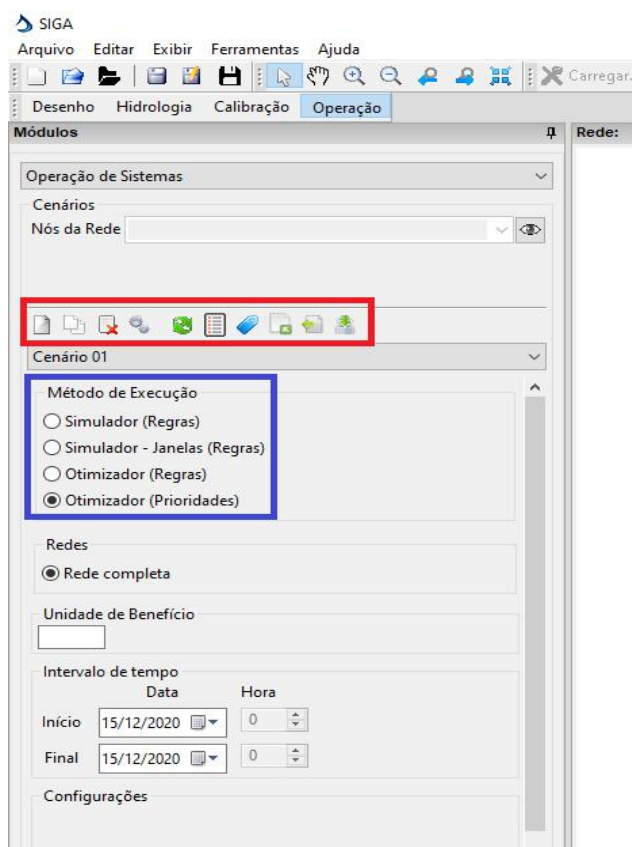 SIGA
Arquivo Editar Exibir Ferramentas Ajuda
Carregar.
Desenho Hidrologia Calibração Operação
Módulos Rede:
Operação de Sistemas
Cenários
Nós da Rede
Cenário 01
Método de Execução
Simulador (Regras)
Simulador - Janelas (Regras)
Otimizador (Regras)
Otimizador (Prioridades)
Redes
Rede completa
Unidade de Benefício
Intervalo de tempo
Data Hora
Início 15/12/2020 0
Final 15/12/2020 0
Configurações